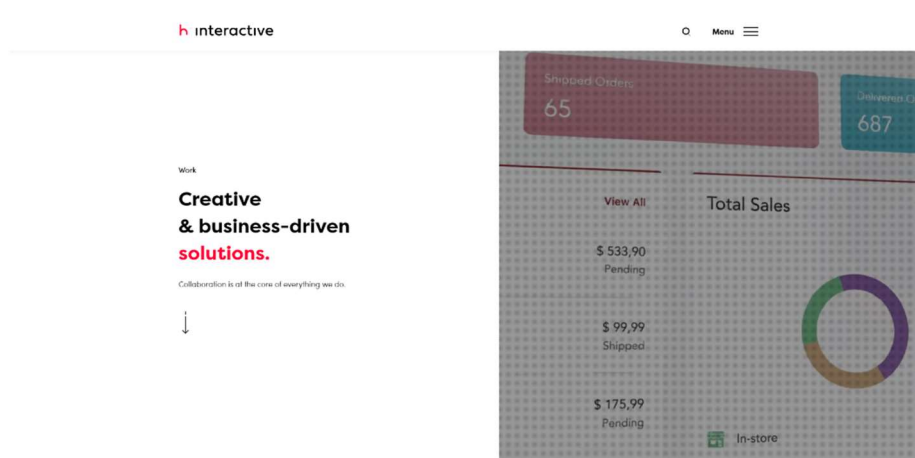 h interactive
Menu
Work
Creative
& business-driven
solutions.
Collaboration is at the core of everything we do.
Shipped Orders
65
Delivered
687
View All
$ 533,90
Pending
$ 99,99
Shipped
$ 175,99
Pending
Total Sales
In-store